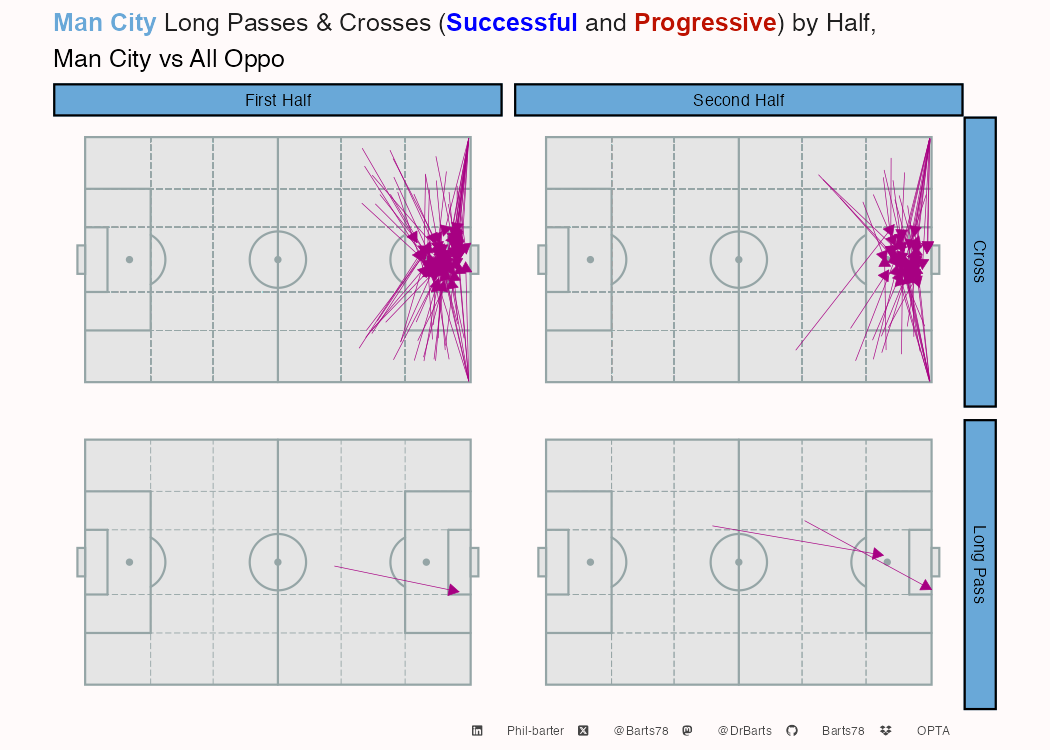 Man City Long Passes & Crosses (Successful and Progressive) by Half,
Man City vs All Oppo
First Half
Second Half
Cross
Long Pass
Phil-barter @Barts78 @DrBarts Barts78 OPTA